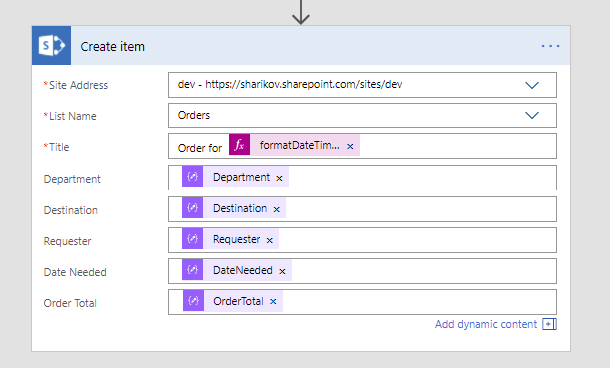 Create item
* Site Address dev - https://sharikov.sharepoint.com/sites/dev
* List Name Orders
* Title Order for fx formatDateTim... ×
Department Department ×
Destination Destination ×
Requester Requester ×
Date Needed DateNeeded ×
Order Total OrderTotal ×
Add dynamic content